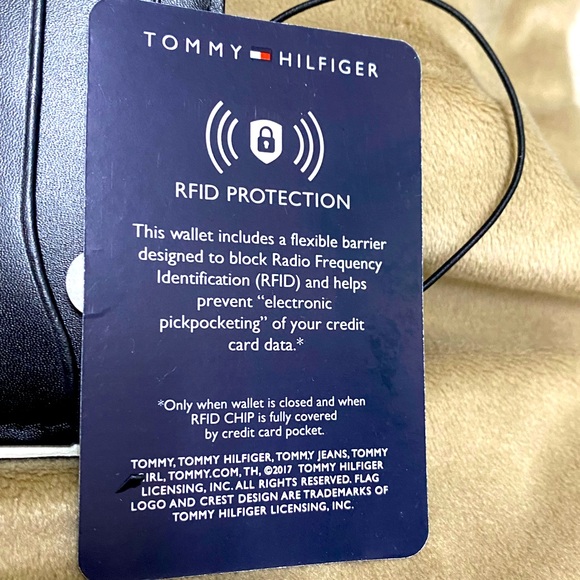 TOMMY HILFIGER
RFID PROTECTION
This wallet includes a flexible barrier
designed to block Radio Frequency
Identification (RFID) and helps
prevent “electronic
pickpocketing” of your credit
card data.*
*Only when wallet is closed and when
RFID CHIP is fully covered
by credit card pocket.
TOMMY, TOMMY HILFIGER, TOMMY JEANS, TOMMY
IRL, TOMMY.COM, TH, ©2017 TOMMY HILFIGER
LICENSING, INC. ALL RIGHTS RESERVED. FLAG
LOGO AND CREST DESIGN ARE TRADEMARKS OF
TOMMY HILFIGER LICENSING, INC.